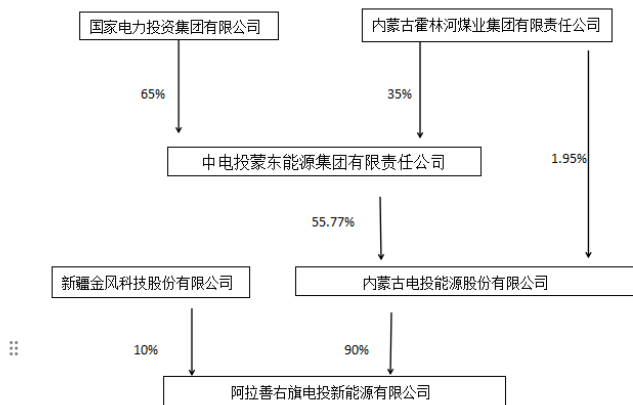 国家电力投资集团有限公司
内蒙古霍林河煤业集团有限责任公司
65%
35%
中电投蒙东能源集团有限责任公司
1.95%
55.77%
新疆金风科技股份有限公司
内蒙古电投能源股份有限公司
10%
90%
阿拉善右旗电投新能源有限公司